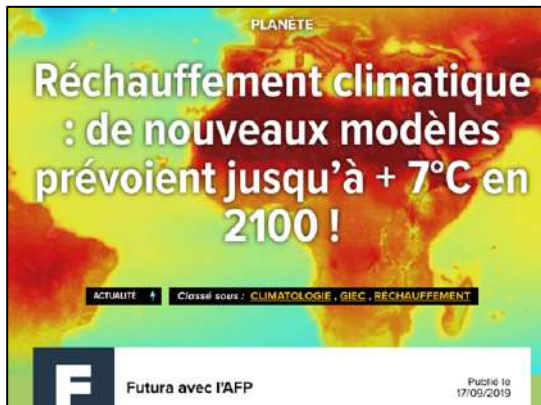 PLANÈTE
Réchauffement climatique
: de nouveaux modèles
prévoient jusqu'à + 7°C en
2100 !
ACTUALITÉ Classé sous : CLIMATOLOGIE , GIEC , RÉCHAUFFEMENT
F
Futura avec l'AFP
Publié le
17/09/2019